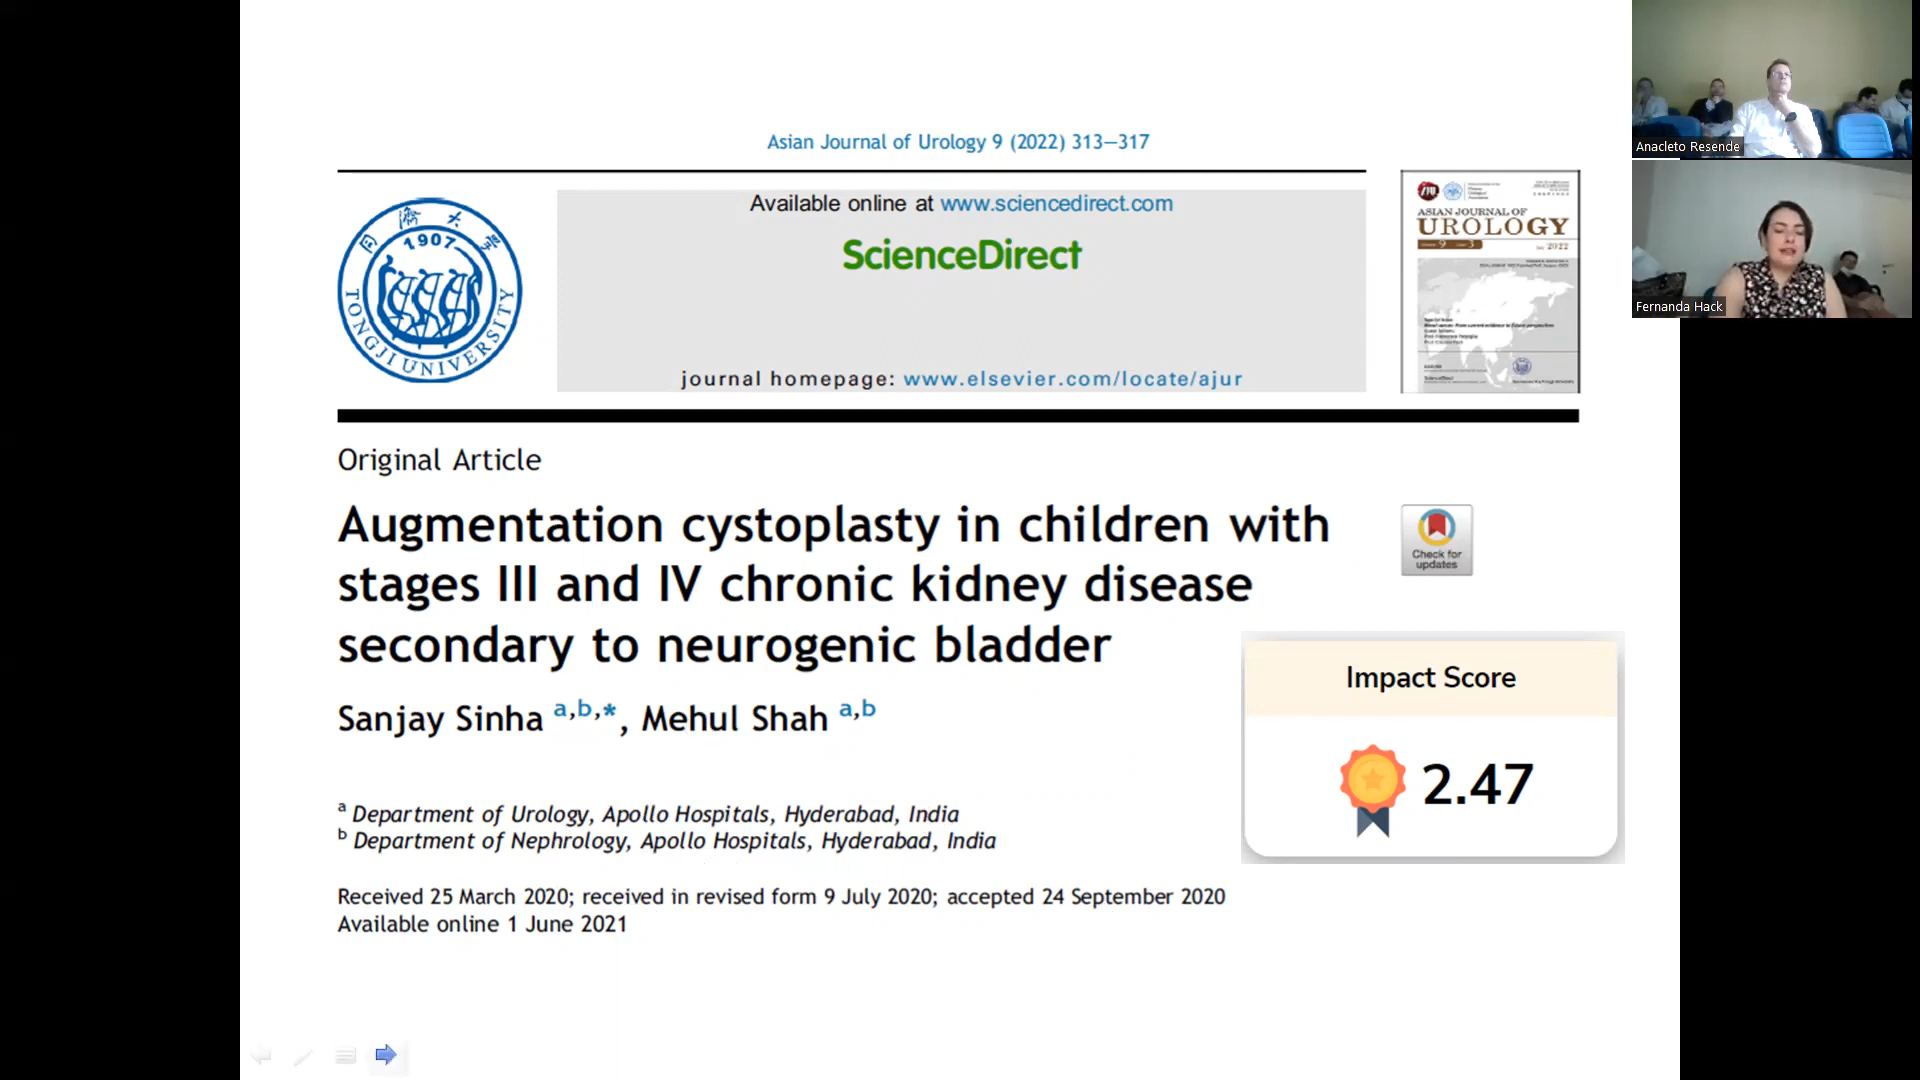 Asian Journal of Urology 9 (2022) 313–317
Available online at www.sciencedirect.com
ScienceDirect
journal homepage: www.elsevier.com/locate/ajur
同 濟 大 學
1907
TONGJI UNIVERSITY
ASIAN JOURNAL OF
UROLOGY
2022
Original Article
Augmentation cystoplasty in children with
stages III and IV chronic kidney disease
secondary to neurogenic bladder
Check for
updates
Sanjay Sinha a,b,*, Mehul Shah a,b
a Department of Urology, Apollo Hospitals, Hyderabad, India
b Department of Nephrology, Apollo Hospitals, Hyderabad, India
Received 25 March 2020; received in revised form 9 July 2020; accepted 24 September 2020
Available online 1 June 2021
Impact Score
2.47
Anacleto Resende
Fernanda Hack